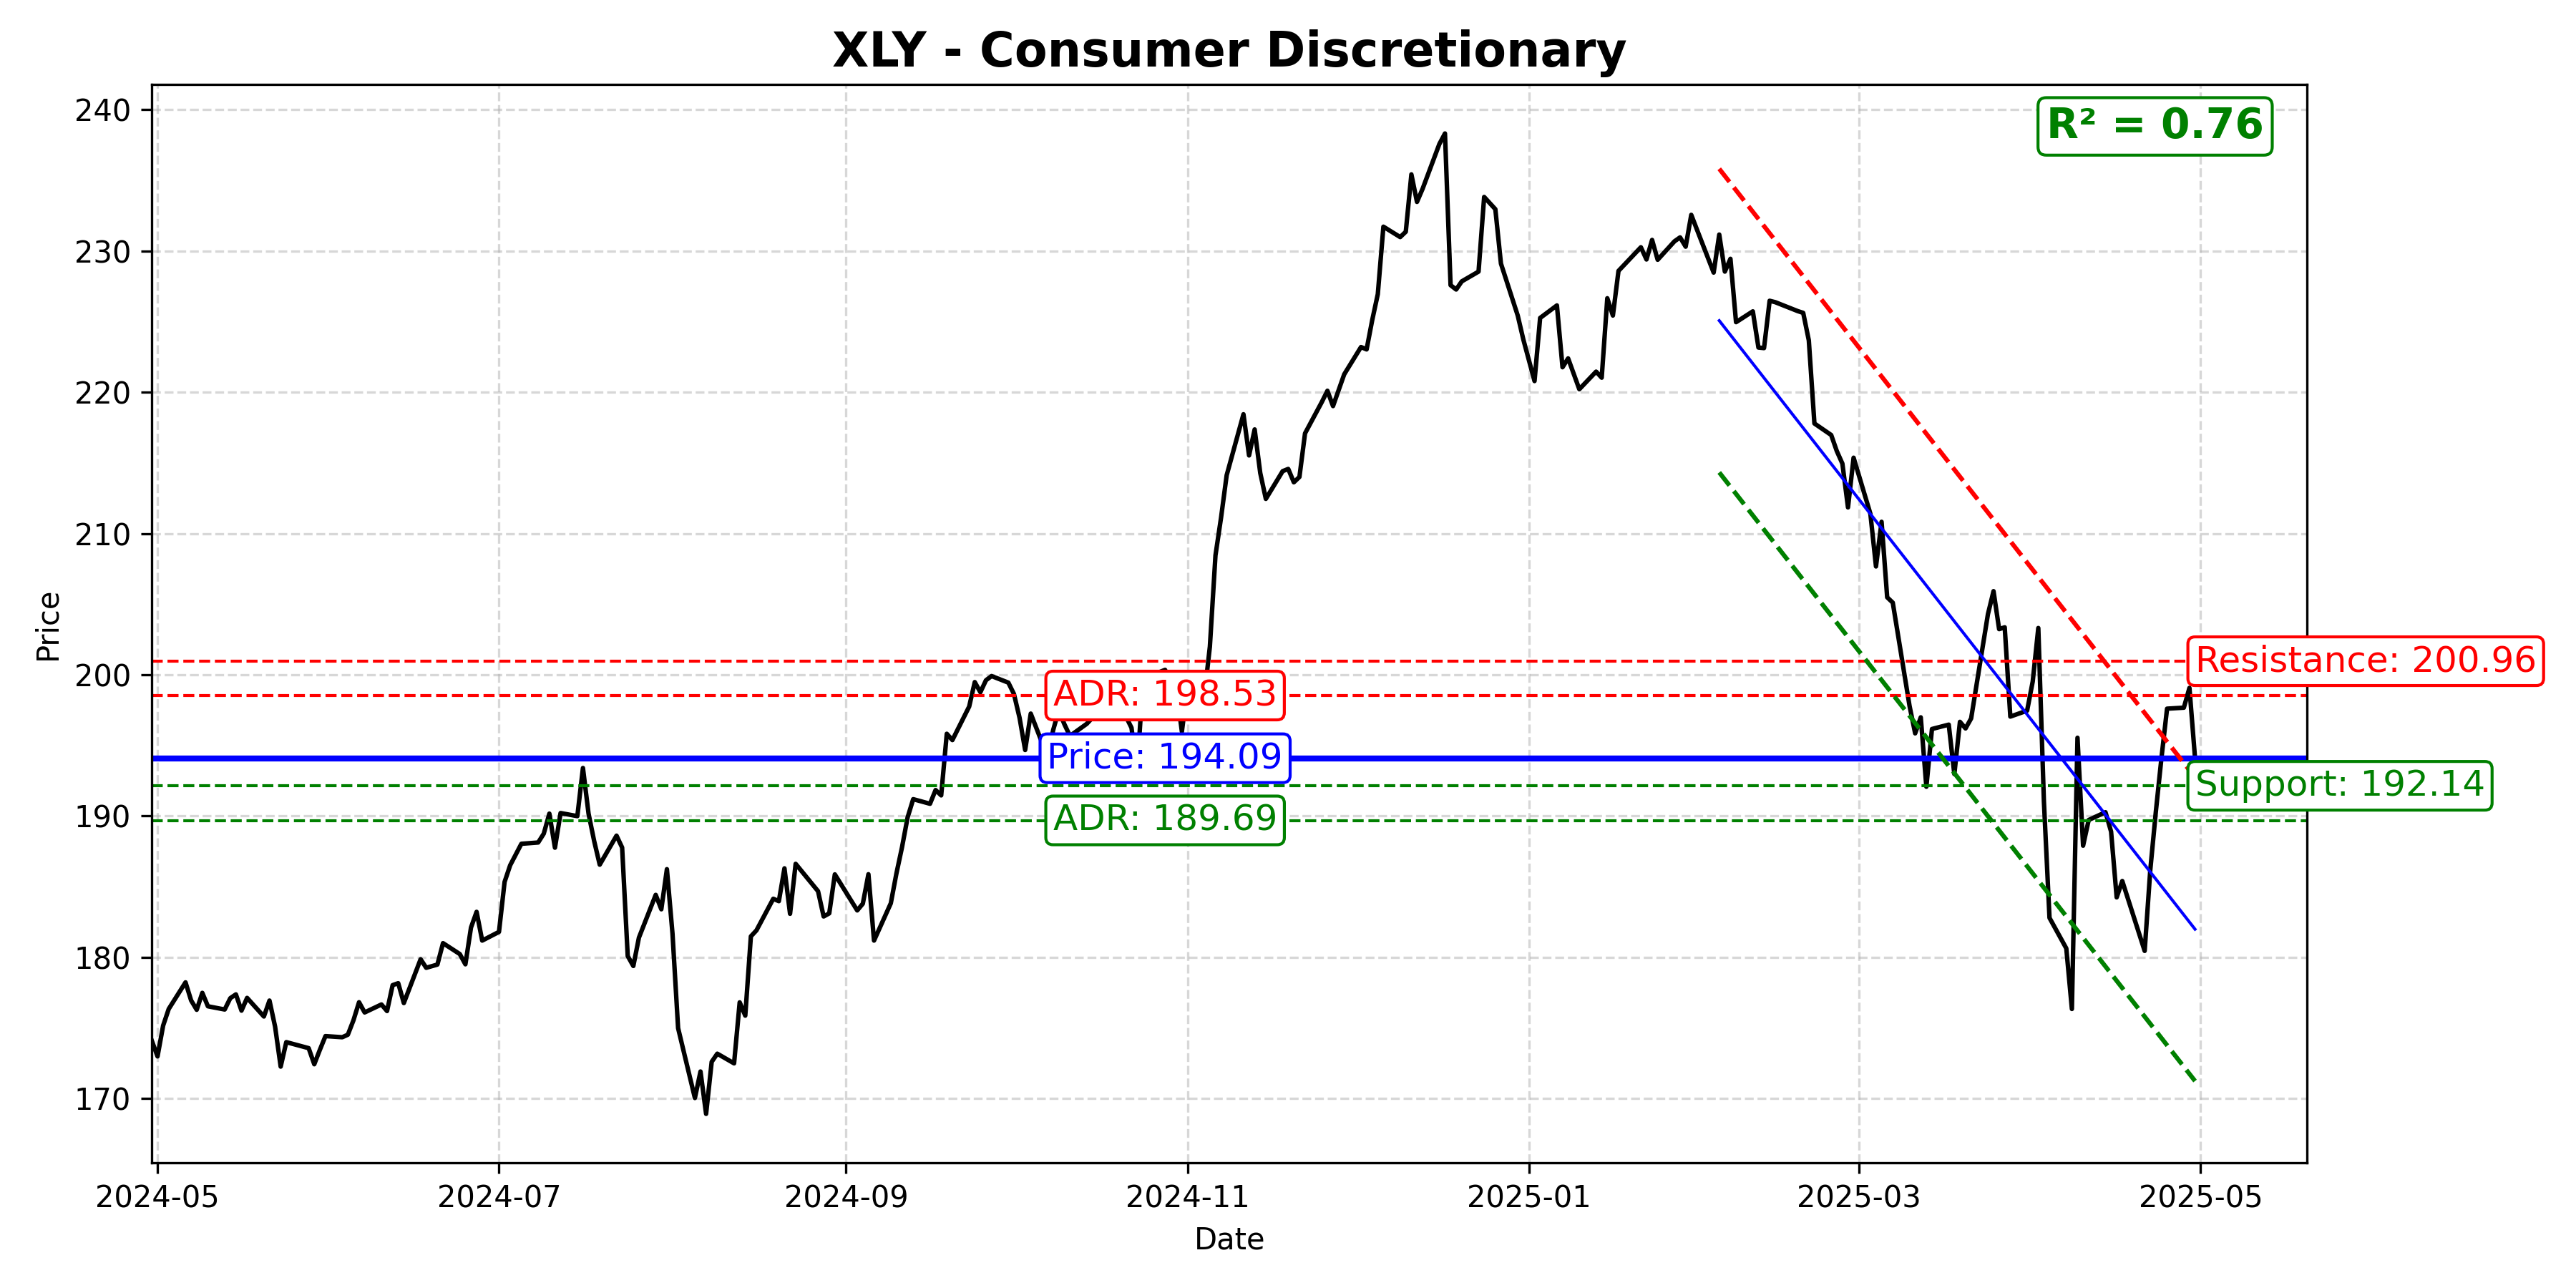 XLY - Consumer Discretionary
R² = 0.76
240
230
220
210
200
190
180
170
Price
Resistance: 200.96
ADR: 198.53
Price: 194.09
Support: 192.14
ADR: 189.69
2024-05
2024-07
2024-09
2024-11
2025-01
2025-03
2025-05
Date